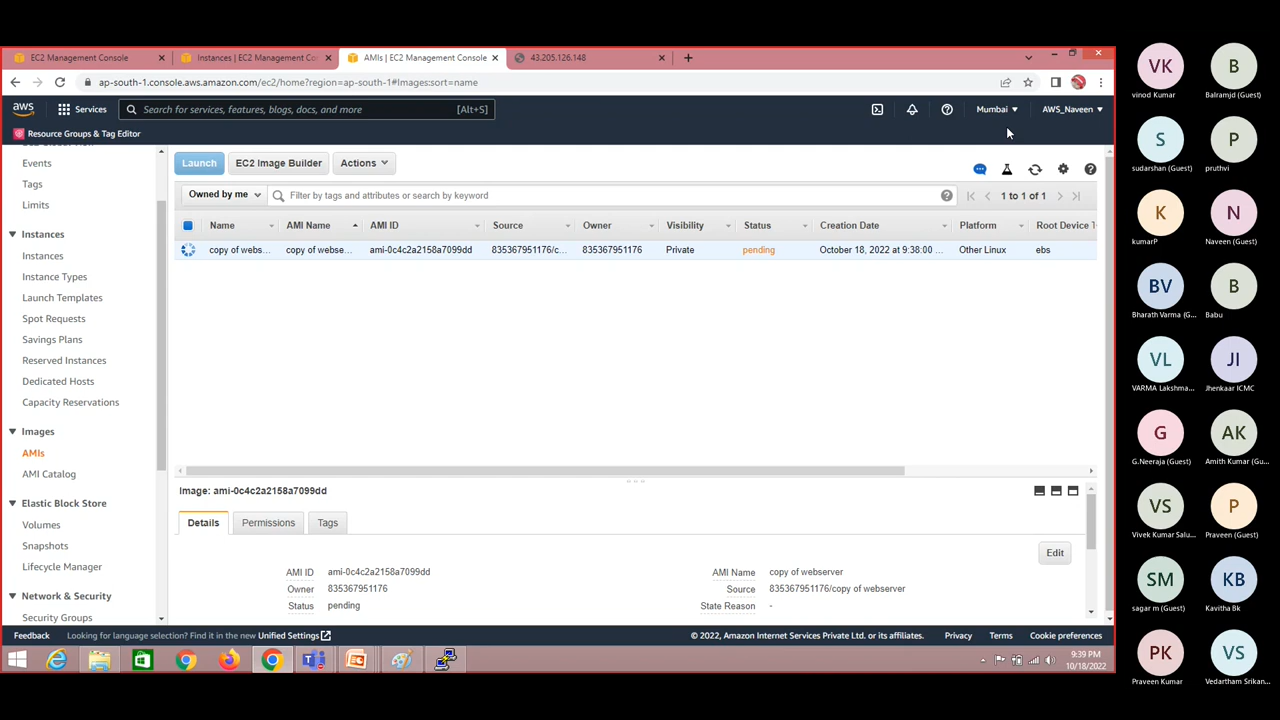 EC2 Management Console
Instances | EC2 Management Co
AMIs | EC2 Management Console
43.205.126.148
ap-south-1.console.aws.amazon.com/ec2/home?region=ap-south-1#Images:sort=name
aws
Services
Search for services, features, blogs, docs, and more
[Alt+S]
Mumbai
AWS_Naveen
Resource Groups & Tag Editor
Events
Tags
Limits
Instances
Instances
Instance Types
Launch Templates
Spot Requests
Savings Plans
Reserved Instances
Dedicated Hosts
Capacity Reservations
Images
AMIs
AMI Catalog
Elastic Block Store
Volumes
Snapshots
Lifecycle Manager
Network & Security
Security Groups
Launch
EC2 Image Builder
Actions
Owned by me
Filter by tags and attributes or search by keyword
1 to 1 of 1
Name AMI Name AMI ID Source Owner Visibility Status Creation Date Platform Root Device
copy of webs... copy of webse... ami-0c4c2a2158a7099dd 835367951176/c... 835367951176 Private pending October 18, 2022 at 9:38:00 ... Other Linux ebs
Image: ami-0c4c2a2158a7099dd
Details
Permissions
Tags
Edit
AMI ID ami-0c4c2a2158a7099dd
AMI Name copy of webserver
Owner 835367951176
Source 835367951176/copy of webserver
Status pending
State Reason -
Feedback
Looking for language selection? Find it in the new Unified Settings
© 2022, Amazon Internet Services Private Ltd. or its affiliates.
Privacy
Terms
Cookie preferences
9:39 PM
10/18/2022
VK
vinod Kumar
B
Balramjd (Guest)
S
sudarshan (Guest)
P
pruthvi
K
kumarP
N
Naveen (Guest)
BV
Bharath Varma (G...
B
Babu
VL
VARMA Lakshma...
JI
Jhenkaar ICMC
G
G.Neeraja (Guest)
AK
Amith Kumar (Gu...
VS
Vivek Kumar Salu...
P
Praveen (Guest)
SM
sagar m (Guest)
KB
Kavitha Bk
PK
Praveen Kumar
VS
Vedartham Srikan...